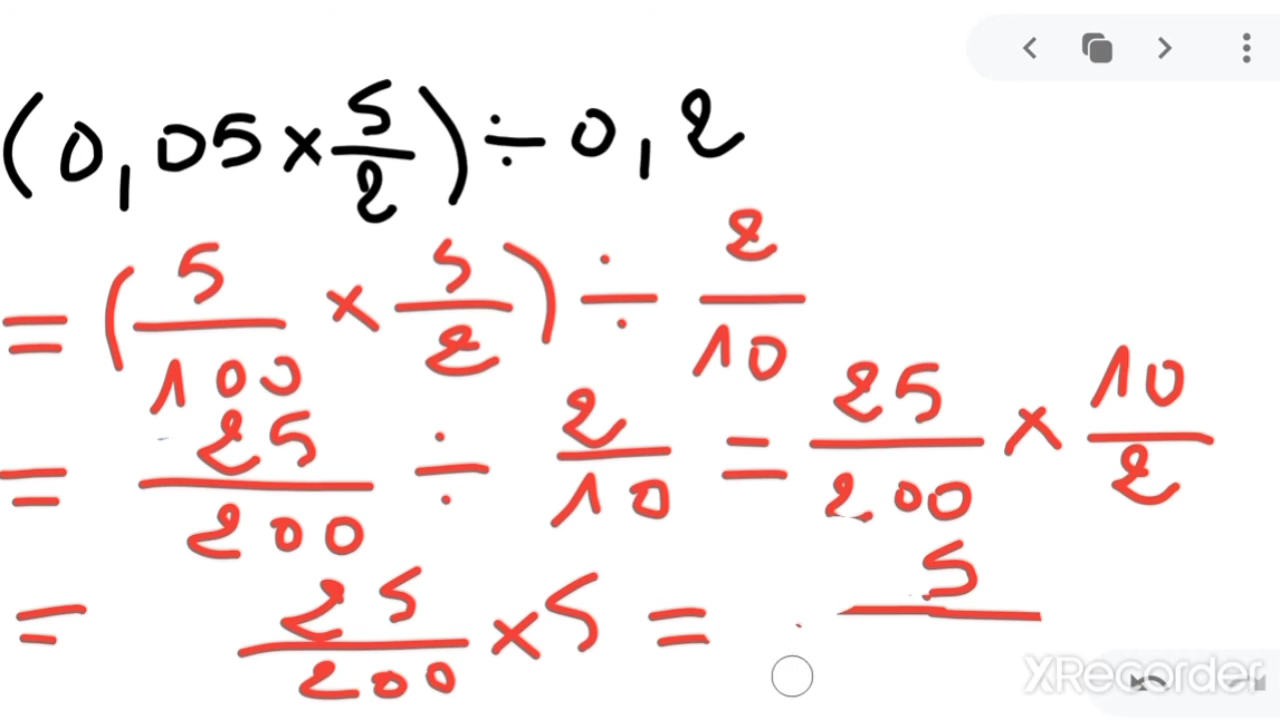 (0,05 × 5/2) ÷ 0,2
= (5/100 × 5/2) ÷ 2/10
= 25/200 ÷ 2/10 = 25/200 × 10/2
= 25/200 × 5 = 5/
XRecorder